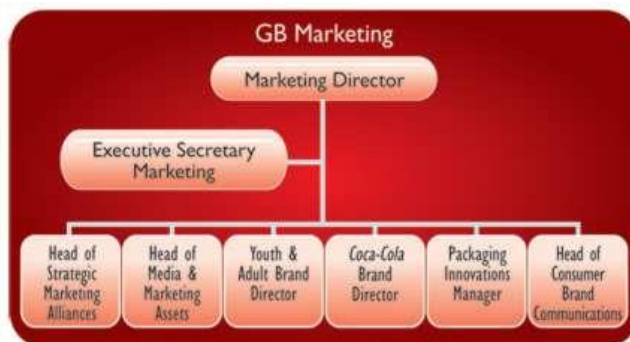 GB Marketing
Marketing Director
Executive Secretary
Marketing
Head of
Strategic
Marketing
Alliances
Head of
Media &
Marketing
Assets
Youth &
Adult Brand
Director
Coca-Cola
Brand
Director
Packaging
Innovations
Manager
Head of
Consumer
Brand
Communications